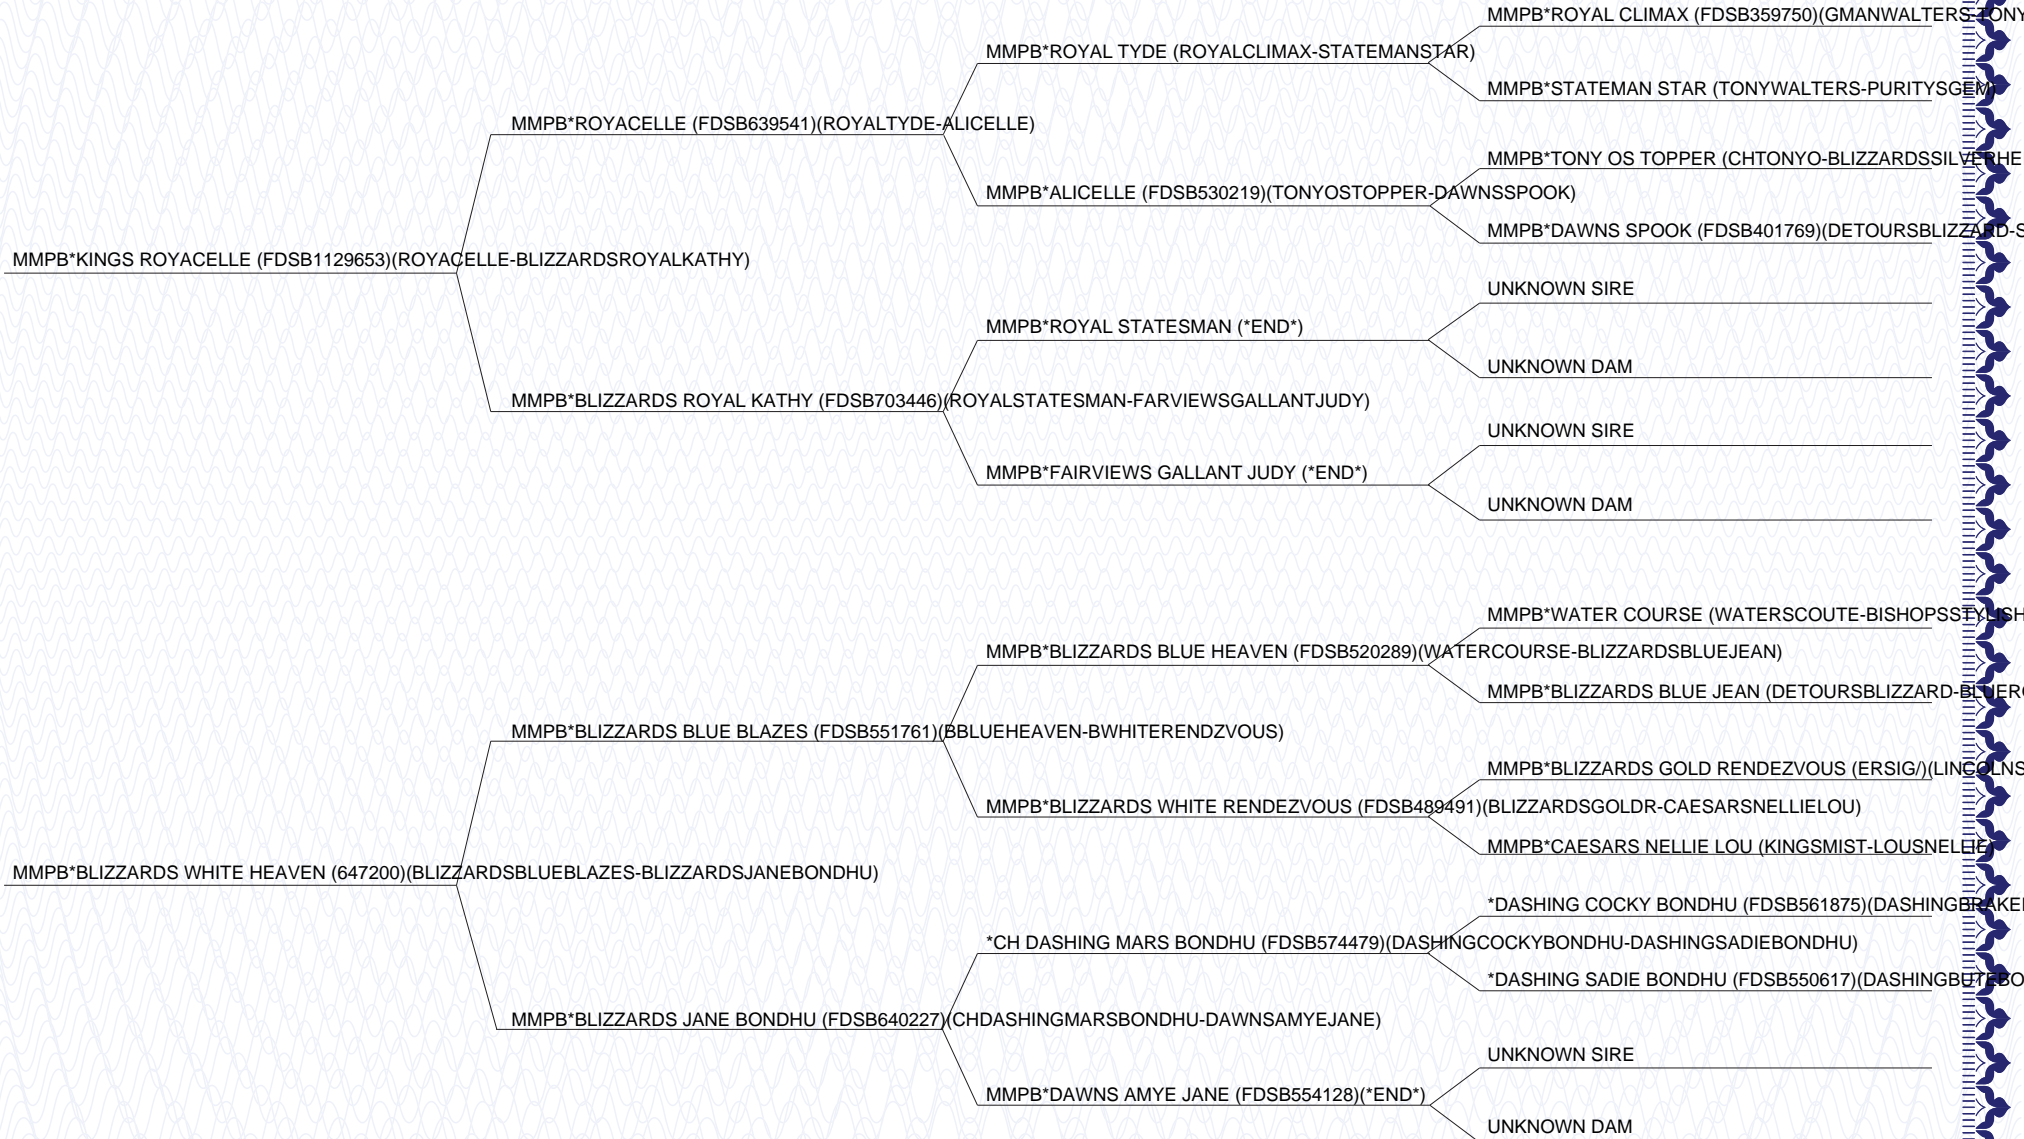 MMPB*ROYAL CLIMAX (FDSB359750)(GMANWALTERS-TONY
MMPB*ROYAL TYDE (ROYALCLIMAX-STATEMANSTAR)
MMPB*STATEMAN STAR (TONYWALTERS-PURITYSGEM)
MMPB*ROYACELLE (FDSB639541)(ROYALTYDE-ALICELLE)
MMPB*TONY OS TOPPER (CHTONYO-BLIZZARDSSILVERHE
MMPB*ALICELLE (FDSB530219)(TONYOSTOPPER-DAWNSSPOOK)
MMPB*DAWNS SPOOK (FDSB401769)(DETOURSBLIZZARD-S
MMPB*KINGS ROYACELLE (FDSB1129653)(ROYACELLE-BLIZZARDSROYALKATHY)
UNKNOWN SIRE
MMPB*ROYAL STATESMAN (*END*)
UNKNOWN DAM
MMPB*BLIZZARDS ROYAL KATHY (FDSB703446)(ROYALSTATESMAN-FARVIEWSGALLANTJUDY)
UNKNOWN SIRE
MMPB*FAIRVIEWS GALLANT JUDY (*END*)
UNKNOWN DAM
MMPB*WATER COURSE (WATERSCOUTE-BISHOPSSTYLISH
MMPB*BLIZZARDS BLUE HEAVEN (FDSB520289)(WATERCOURSE-BLIZZARDSBLUEJEAN)
MMPB*BLIZZARDS BLUE JEAN (DETOURSBLIZZARD-BLUER
MMPB*BLIZZARDS BLUE BLAZES (FDSB551761)(BBLUEHEAVEN-BWHITERENDZVOUS)
MMPB*BLIZZARDS GOLD RENDEZVOUS (ERSIG/)(LINCOLNS
MMPB*BLIZZARDS WHITE RENDEZVOUS (FDSB489491)(BLIZZARDSGOLDR-CAESARSNELLIELOU)
MMPB*CAESARS NELLIE LOU (KINGSMIST-LOUSNELLIE)
MMPB*BLIZZARDS WHITE HEAVEN (647200)(BLIZZARDSBLUEBLAZES-BLIZZARDSJANEBONDHU)
*DASHING COCKY BONDHU (FDSB561875)(DASHINGBRAKE
*CH DASHING MARS BONDHU (FDSB574479)(DASHINGCOCKYBONDHU-DASHINGSADIEBONDHU)
*DASHING SADIE BONDHU (FDSB550617)(DASHINGBUTEBO
MMPB*BLIZZARDS JANE BONDHU (FDSB640227)(CHDASHINGMARSBONDHU-DAWNSAMYEJANE)
UNKNOWN SIRE
MMPB*DAWNS AMYE JANE (FDSB554128)(*END*)
UNKNOWN DAM